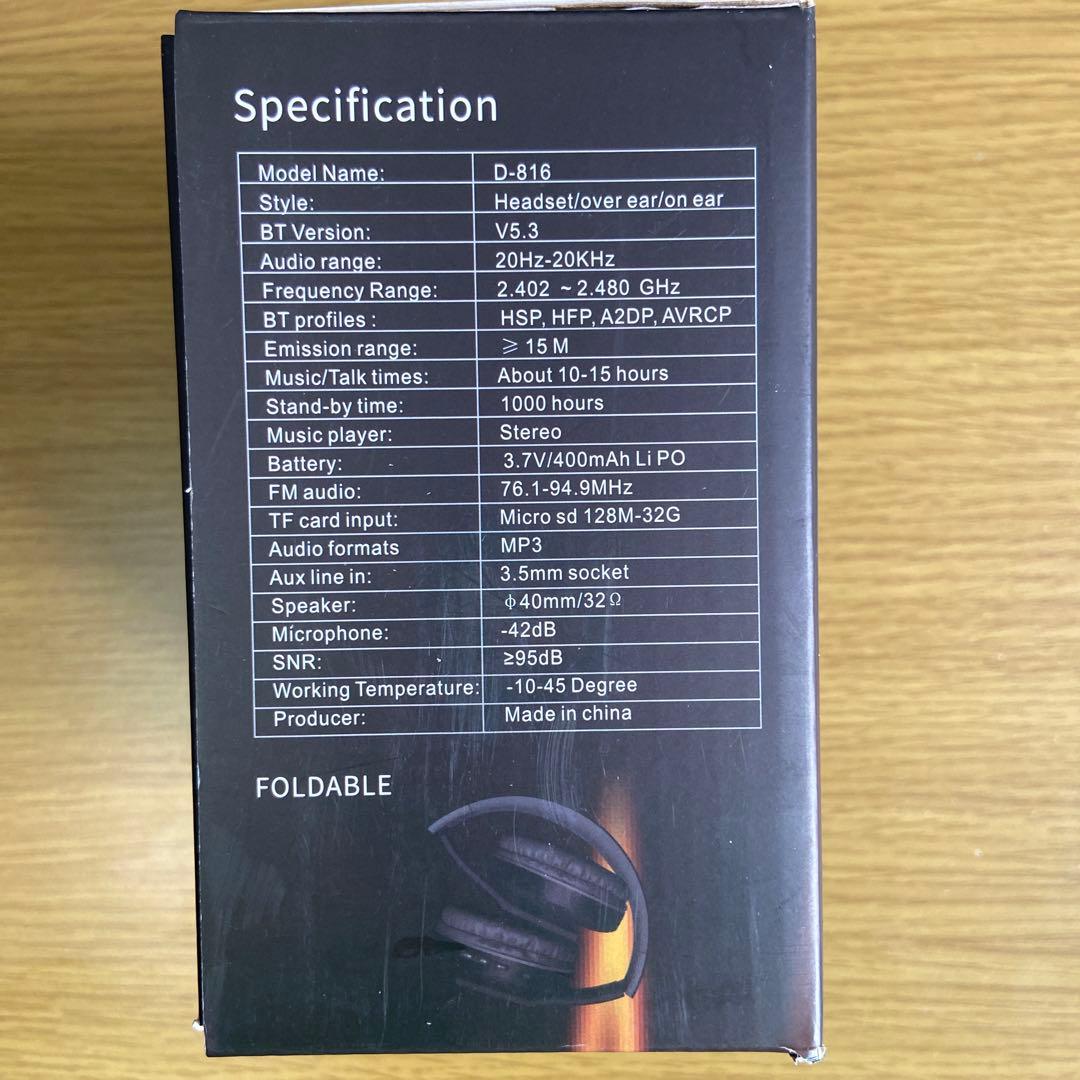 Specification
Model Name: D-816
Style: Headset/over ear/on ear
BT Version: V5.3
Audio range: 20Hz-20KHz
Frequency Range: 2.402 ~ 2.480 GHz
BT profiles : HSP, HFP, A2DP, AVRCP
Emission range: ⩾ 15 M
Music/Talk times: About 10-15 hours
Stand-by time: 1000 hours
Music player: Stereo
Battery: 3.7V/400mAh Li PO
FM audio: 76.1-94.9MHz
TF card input: Micro sd 128M-32G
Audio formats MP3
Aux line in: 3.5mm socket
Speaker: ϕ40mm/32Ω
Mícrophone: -42dB
SNR: ≥95dB
Working Temperature: -10-45 Degree
Producer: Made in china
FOLDABLE